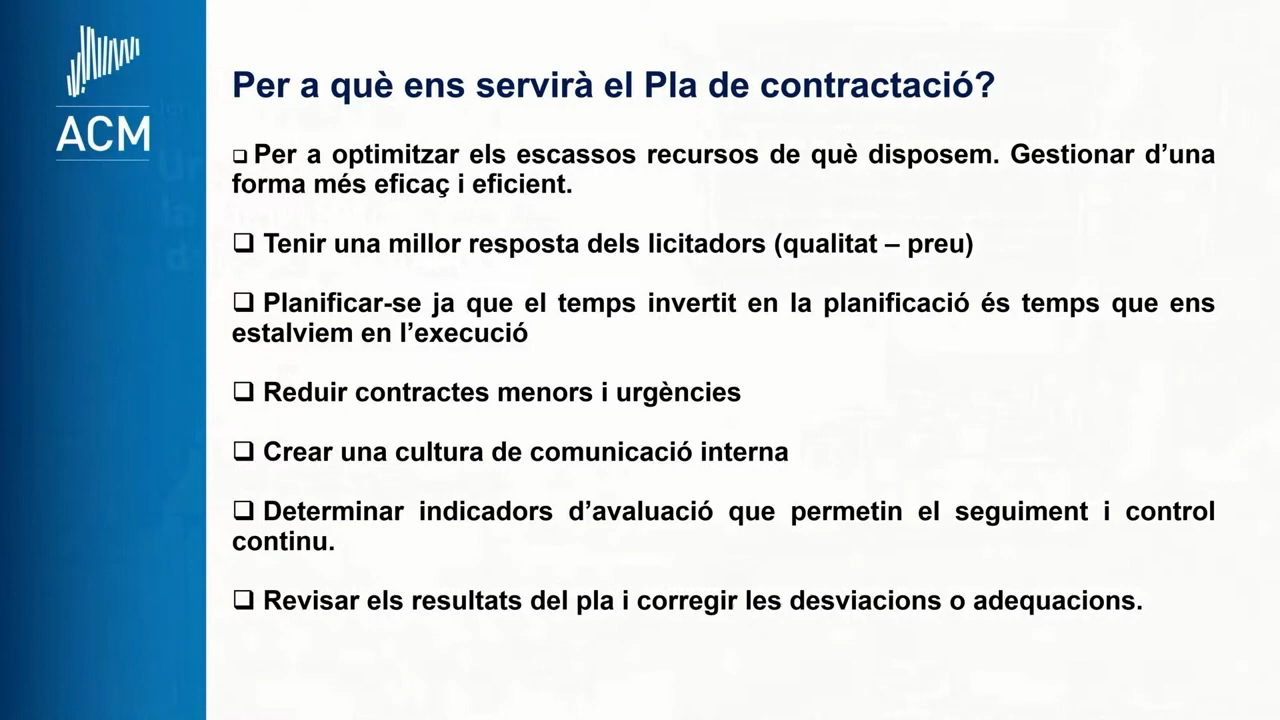 ACM
Per a què ens servirà el Pla de contractació?
❑ Per a optimitzar els escassos recursos de què disposem. Gestionar d’una
forma més eficaç i eficient.
❑ Tenir una millor resposta dels licitadors (qualitat – preu)
❑ Planificar-se ja que el temps invertit en la planificació és temps que ens
estalviem en l’execució
❑ Reduir contractes menors i urgències
❑ Crear una cultura de comunicació interna
❑ Determinar indicadors d’avaluació que permetin el seguiment i control
continu.
❑ Revisar els resultats del pla i corregir les desviacions o adequacions.